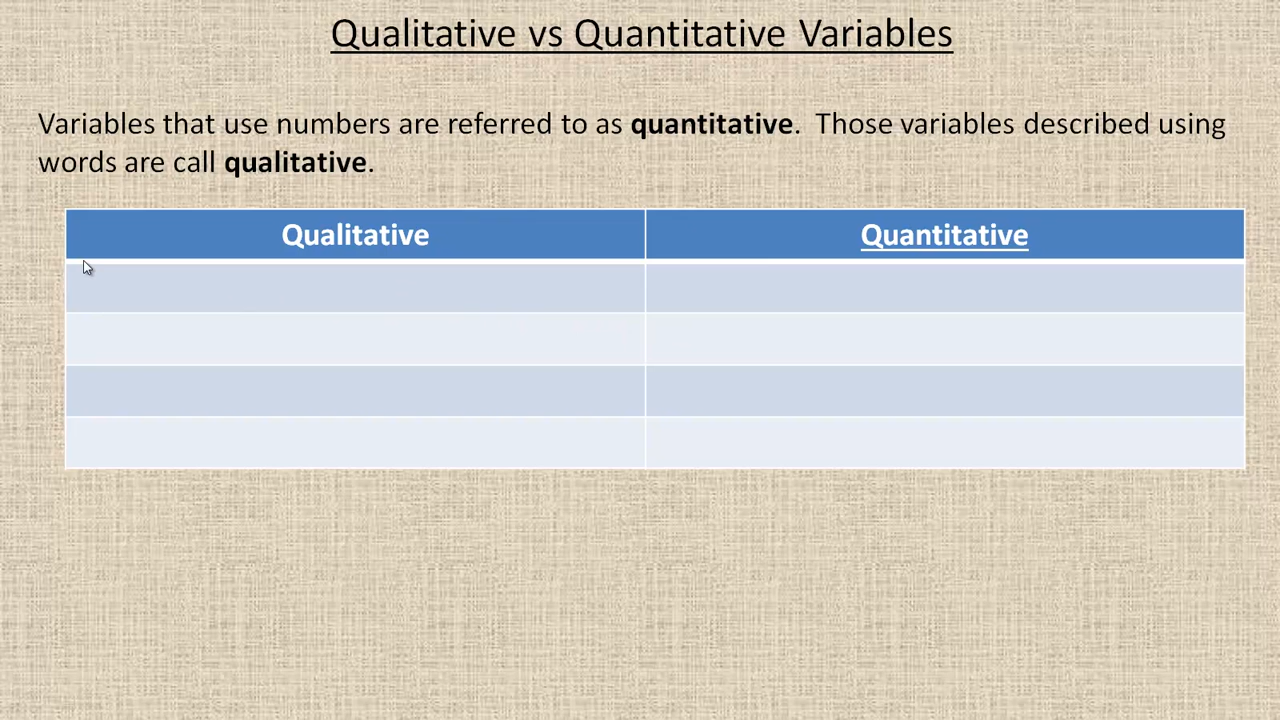 Qualitative vs Quantitative Variables
Variables that use numbers are referred to as quantitative.  Those variables described using
words are call qualitative.
Qualitative
Quantitative